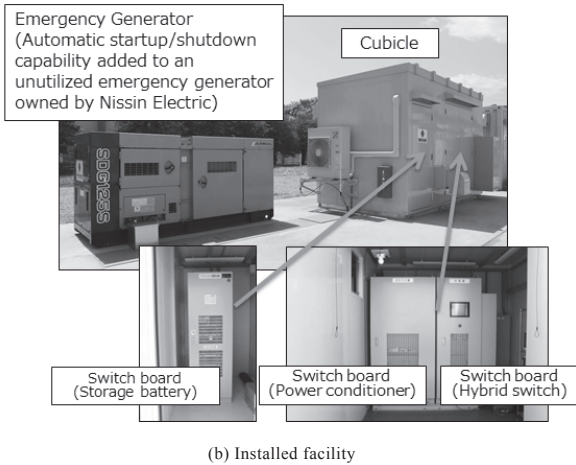 Emergency Generator
(Automatic startup/shutdown
capability added to an
unutilized emergency generator
owned by Nissin Electric)
Cubicle
SDG125S
Switch board
(Storage battery)
Switch board
(Power conditioner)
Switch board
(Hybrid switch)
(b) Installed facility